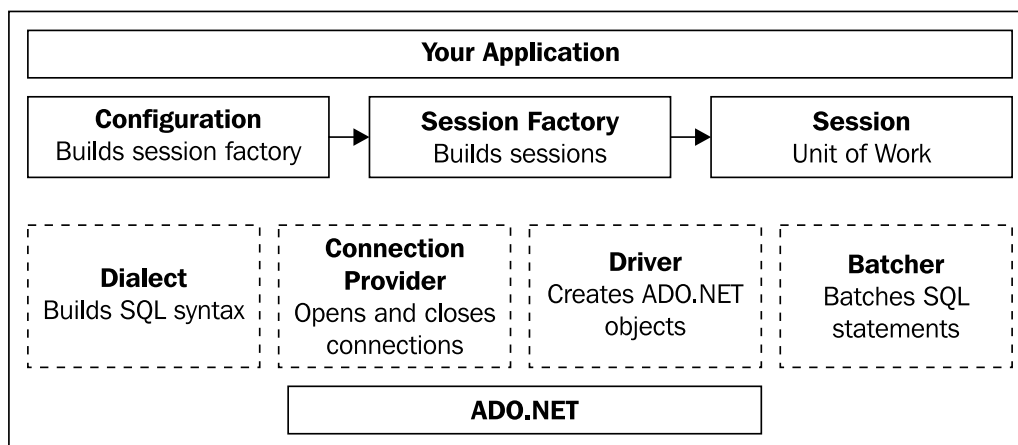 Your Application
Configuration
Builds session factory
Session Factory
Builds sessions
Session
Unit of Work
Dialect
Builds SQL syntax
Connection
Provider
Opens and closes
connections
Driver
Creates ADO.NET
objects
Batcher
Batches SQL
statements
ADO.NET